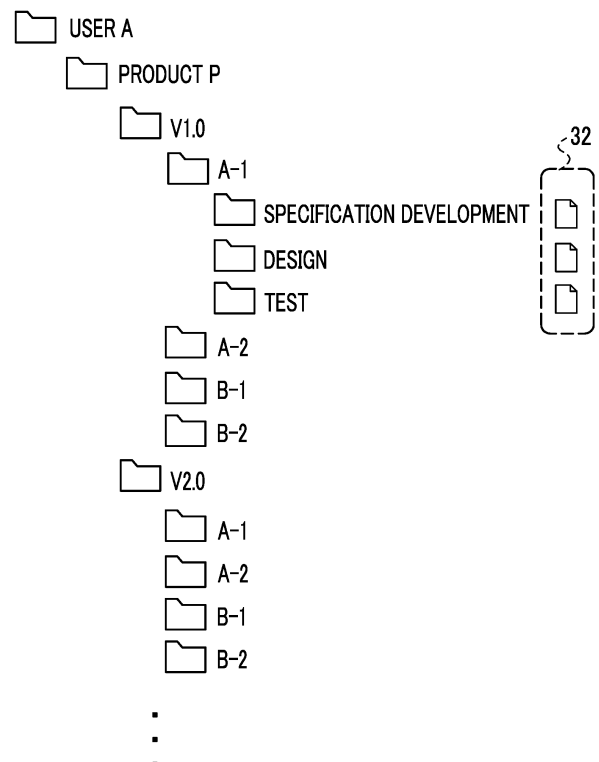 USER A
PRODUCT P
V1.0
32
A-1
SPECIFICATION DEVELOPMENT
DESIGN
TEST
A-2
B-1
B-2
V2.0
A-1
A-2
B-1
B-2